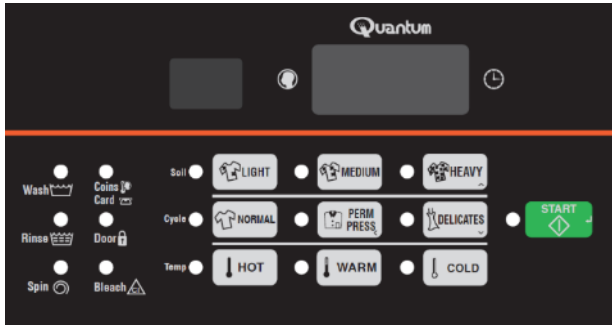 Quantum
Soil LIGHT MEDIUM HEAVY
Wash Coins
Card
Cycle NORMAL PERM
PRESS DELICATES START
Rinse Door
Temp HOT WARM COLD
Spin Bleach Cl